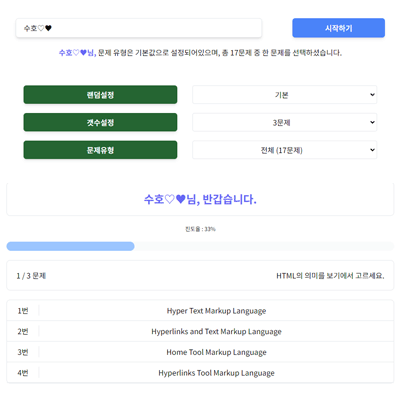 수호♡♥
시작하기
수호♡♥님, 문제 유형은 기본값으로 설정되어있으며, 총 17문제 중 한 문제를 선택하셨습니다.
랜덤설정 기본
갯수설정 3문제
문제유형 전체 (17문제)
수호♡♥님, 반갑습니다.
진도율 : 33%
1 / 3 문제 HTML의 의미를 보기에서 고르세요.
1번 Hyper Text Markup Language
2번 Hyperlinks and Text Markup Language
3번 Home Tool Markup Language
4번 Hyperlinks Tool Markup Language